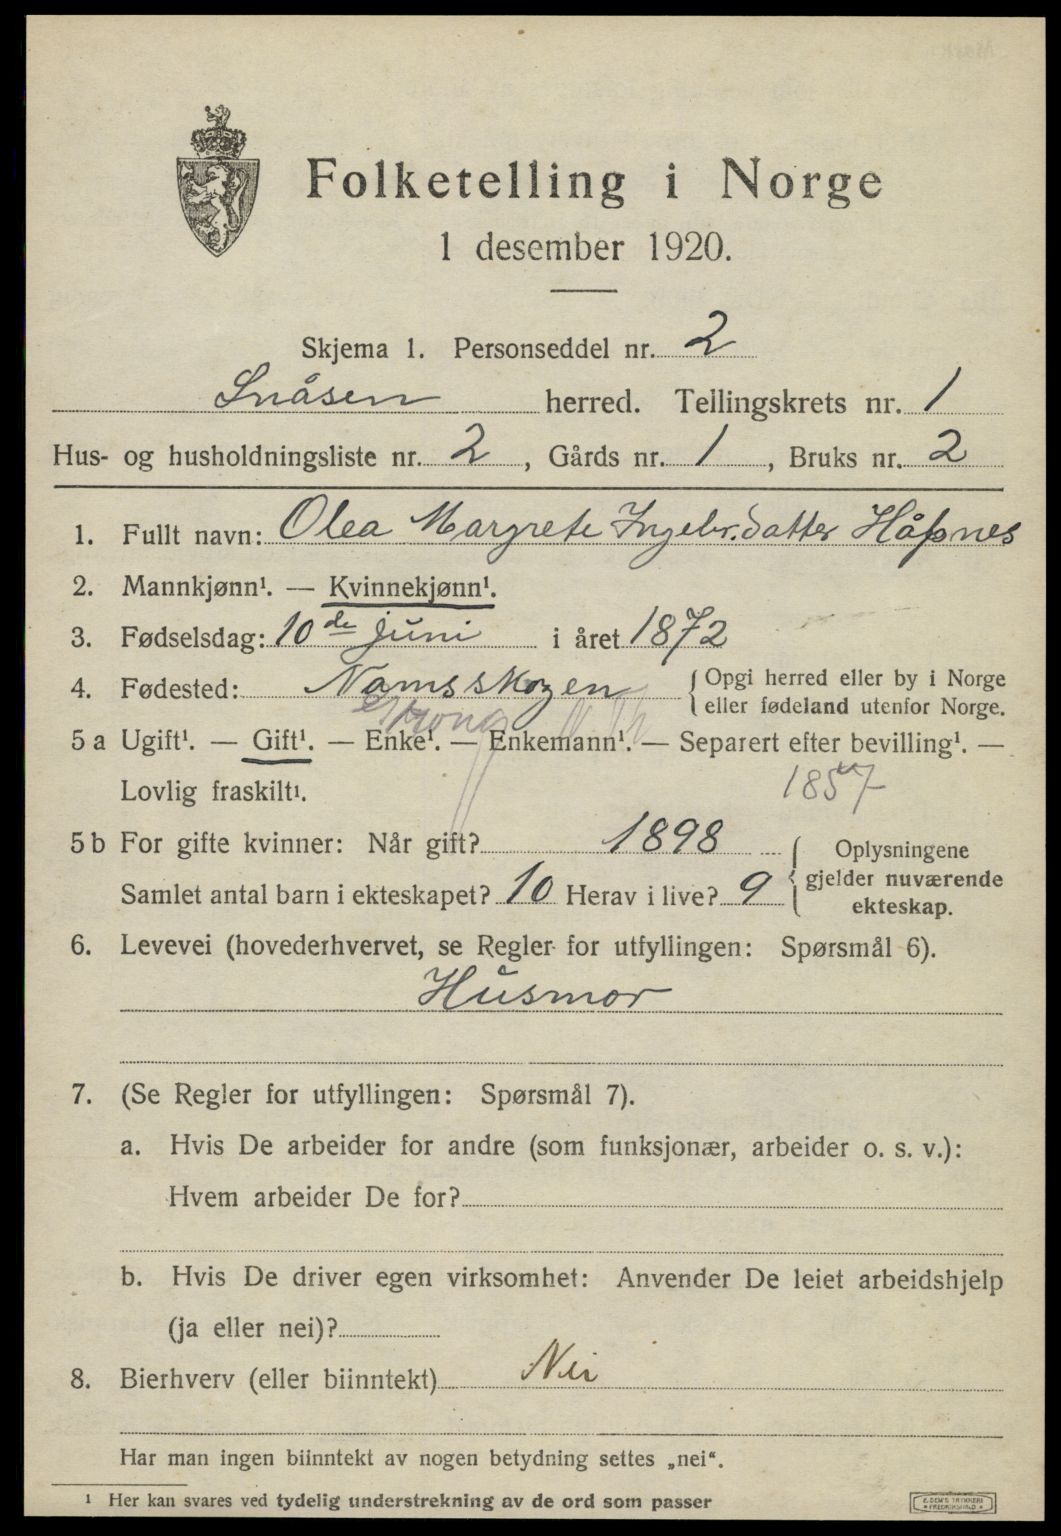 Folketelling i Norge
1 desember 1920.
Skjema 1. Personseddel nr. 2
Snåsen herred. Tellingskrets nr. 1
Hus- og husholdningsliste nr. 2, Gårds nr. 1, Bruks nr. 2
1. Fullt navn: Olea Margrete Ingebr.datter Håpnes
2. Mannkjønn¹. — Kvinnekjønn¹.
3. Fødselsdag: 10de juni i året 1872
4. Fødested: Namsskogen { Opgi herred eller by i Norge
eller fødeland utenfor Norge.
5 a Ugift¹. — Gift¹. — Enke¹. — Enkemann¹. — Separert efter bevilling¹. —
Lovlig fraskilt¹. 1857
5 b For gifte kvinner: Når gift? 1898 { Oplysningene
gjelder nuværende
ekteskap.
Samlet antal barn i ekteskapet? 10 Herav i live? 9
6. Levevei (hovederhvervet, se Regler for utfyllingen: Spørsmål 6).
Husmor
7. (Se Regler for utfyllingen: Spørsmål 7).
a. Hvis De arbeider for andre (som funksjonær, arbeider o. s. v.):
Hvem arbeider De for?
b. Hvis De driver egen virksomhet: Anvender De leiet arbeidshjelp
(ja eller nei)?
8. Bierhverv (eller biinntekt) Nei
Har man ingen biinntekt av nogen betydning settes „nei“.
¹ Her kan svares ved tydelig understrekning av de ord som passer